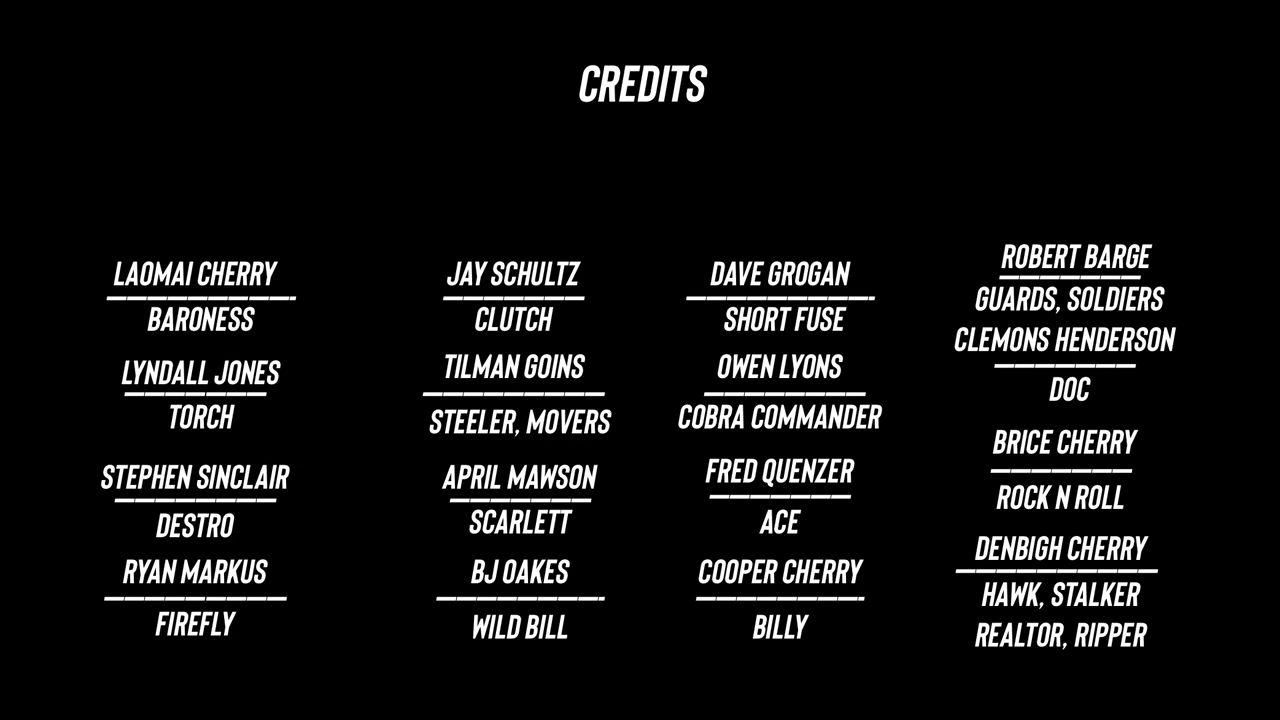 CREDITS
LAOMAI CHERRY
BARONESS
LYNDALL JONES
TORCH
STEPHEN SINCLAIR
DESTRO
RYAN MARKUS
FIREFLY
JAY SCHULTZ
CLUTCH
TILMAN GOINS
STEELER, MOVERS
APRIL MAWSON
SCARLETT
BJ OAKES
WILD BILL
DAVE GROGAN
SHORT FUSE
OWEN LYONS
COBRA COMMANDER
FRED QUENZER
ACE
COOPER CHERRY
BILLY
ROBERT BARGE
GUARDS, SOLDIERS
CLEMONS HENDERSON
DOC
BRICE CHERRY
ROCK N ROLL
DENBIGH CHERRY
HAWK, STALKER
REALTOR, RIPPER